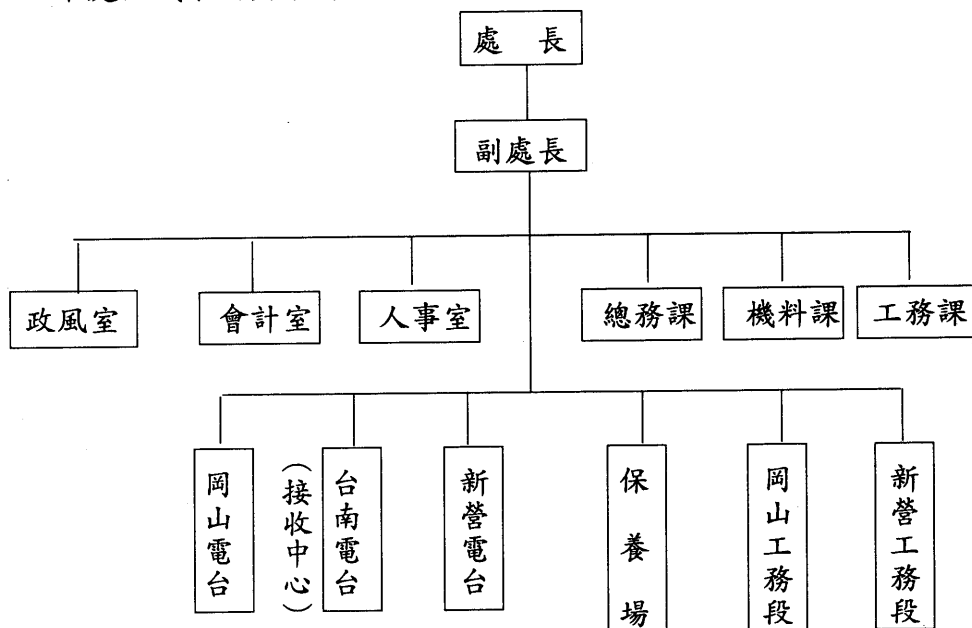 處 長
副處長
政風室
會計室
人事室
總務課
機料課
工務課
岡山電台
(接收中心)
台南電台
新營電台
保養場
岡山工務段
新營工務段